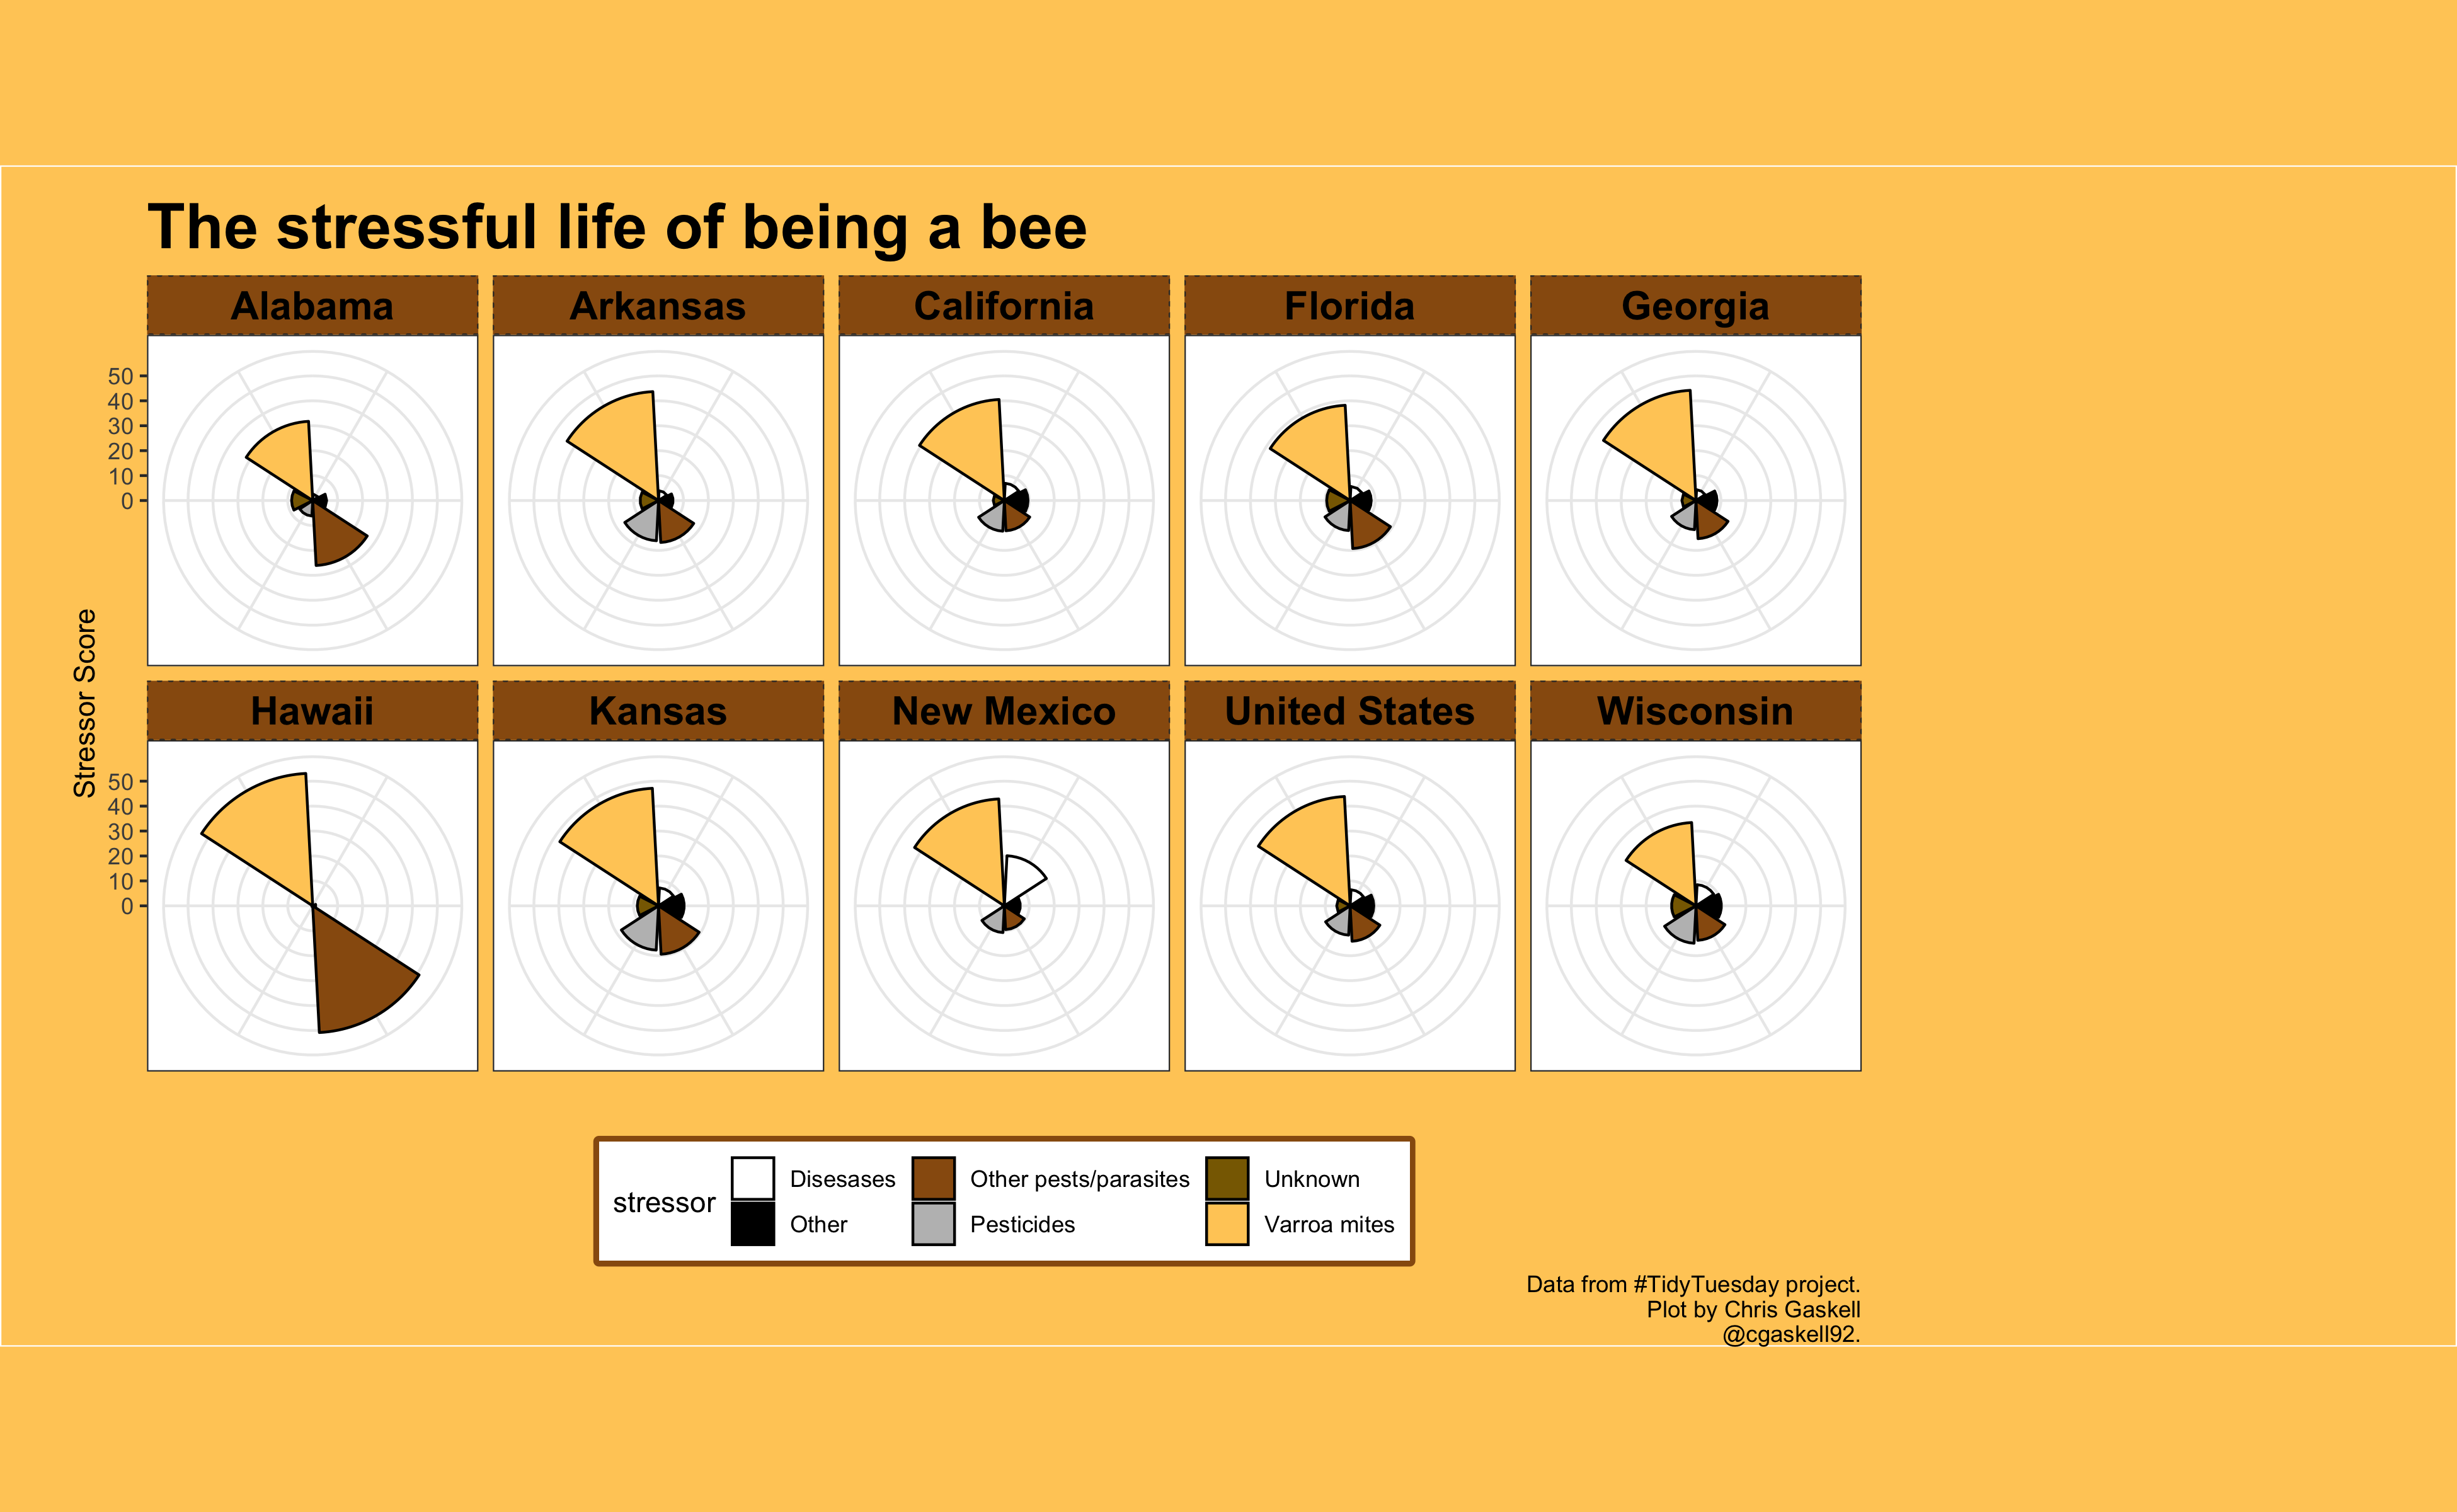 The stressful life of being a bee
Alabama Arkansas California Florida Georgia
50
40
30
20
10
0
Stressor Score
Hawaii Kansas New Mexico United States Wisconsin
50
40
30
20
10
0
stressor
Disesases Other pests/parasites Unknown
Other Pesticides Varroa mites
Data from #TidyTuesday project.
Plot by Chris Gaskell
@cgaskell92.